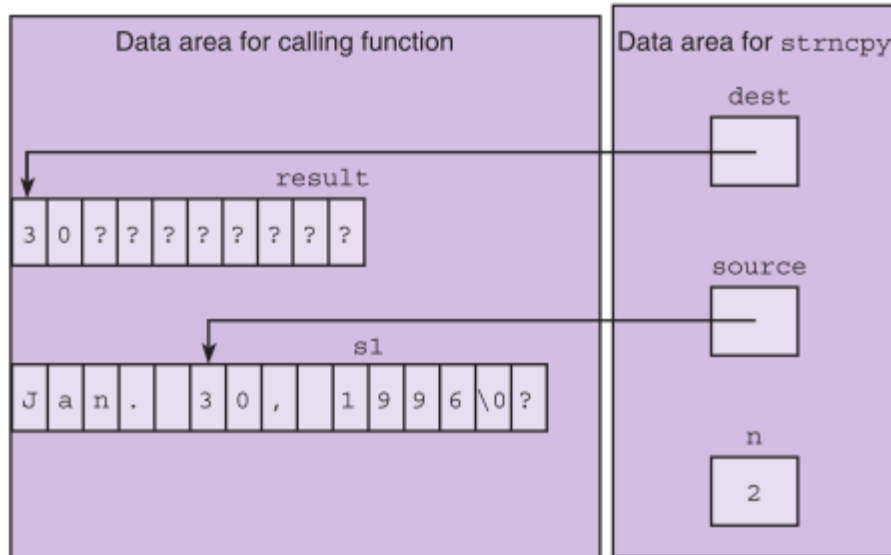 Data area for calling function
Data area for strncpy
dest
result
3 0 ? ? ? ? ? ? ? ?
source
s1
J a n . 3 0 , 1 9 9 6 \0 ?
n
2